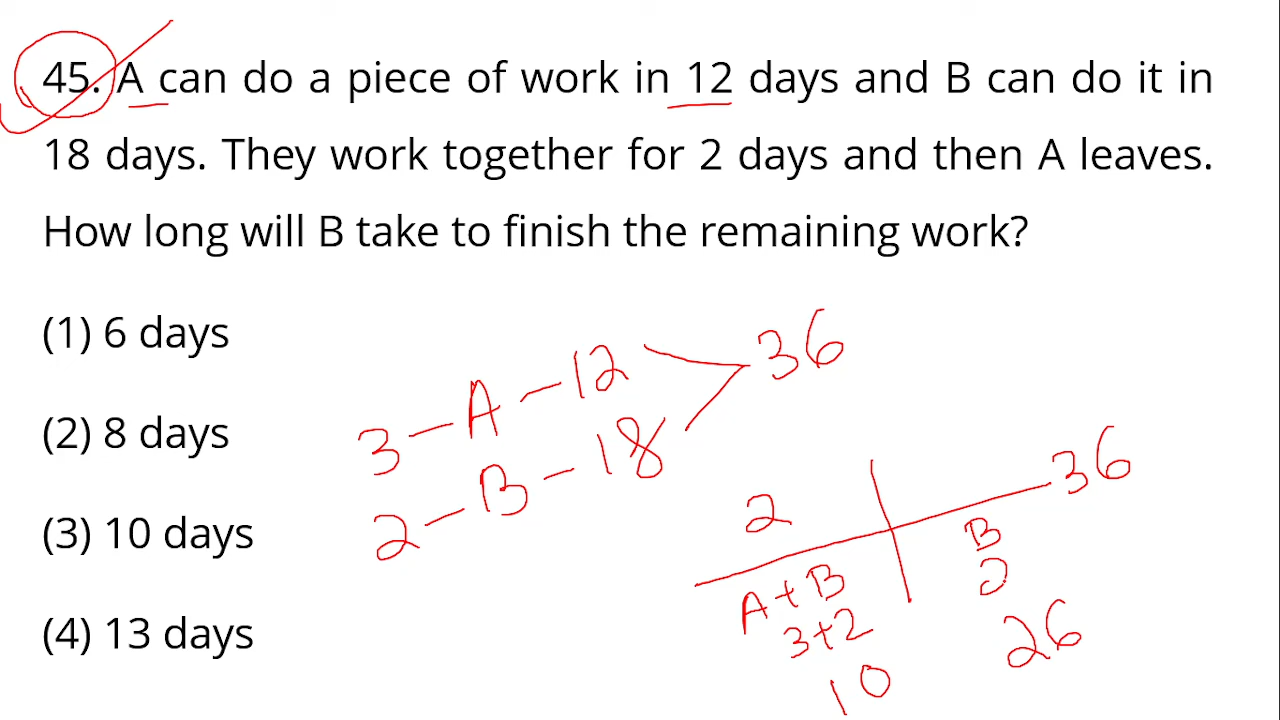 45. A can do a piece of work in 12 days and B can do it in
18 days. They work together for 2 days and then A leaves.
How long will B take to finish the remaining work?
(1) 6 days
(2) 8 days
(3) 10 days
(4) 13 days
3 - A - 12
36
2 - B - 18
2
36
A + B
B
3 + 2
2
10
26